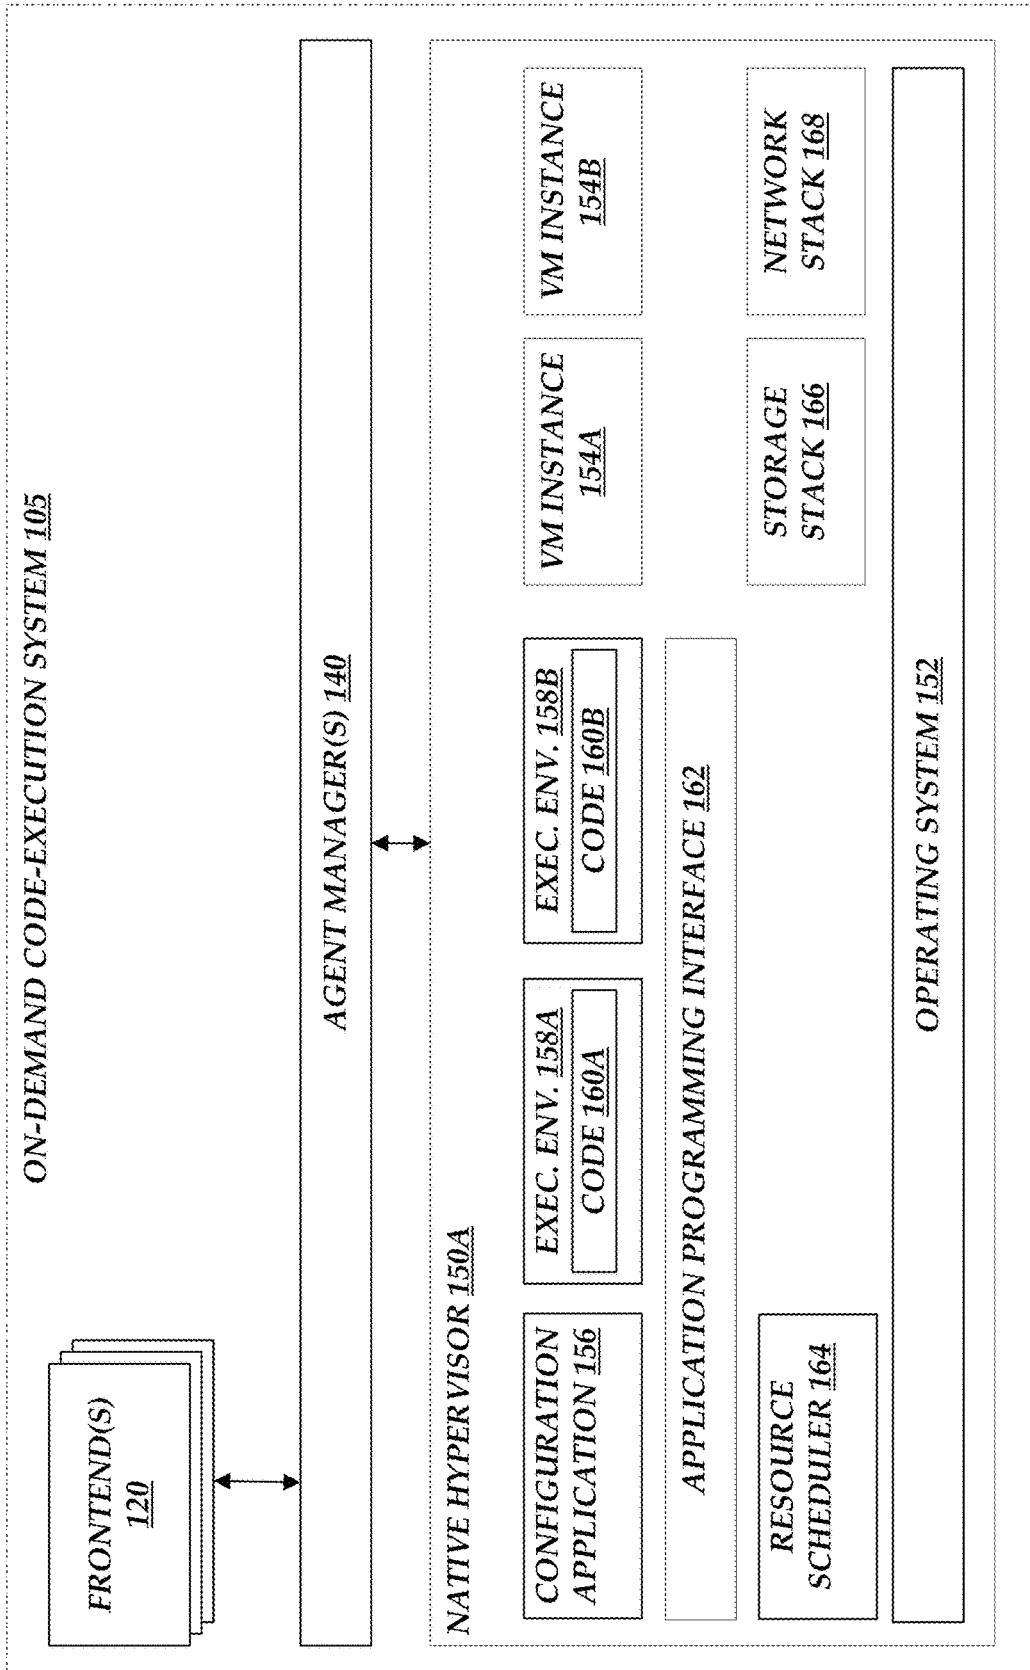 ON-DEMAND CODE-EXECUTION SYSTEM 105
FRONTEND(S)
120
AGENT MANAGER(S) 140
NATIVE HYPERVISOR 150A
CONFIGURATION
APPLICATION 156
EXEC. ENV. 158A
CODE 160A
EXEC. ENV. 158B
CODE 160B
VM INSTANCE
154A
VM INSTANCE
154B
APPLICATION PROGRAMMING INTERFACE 162
RESOURCE
SCHEDULER 164
STORAGE
STACK 166
NETWORK
STACK 168
OPERATING SYSTEM 152